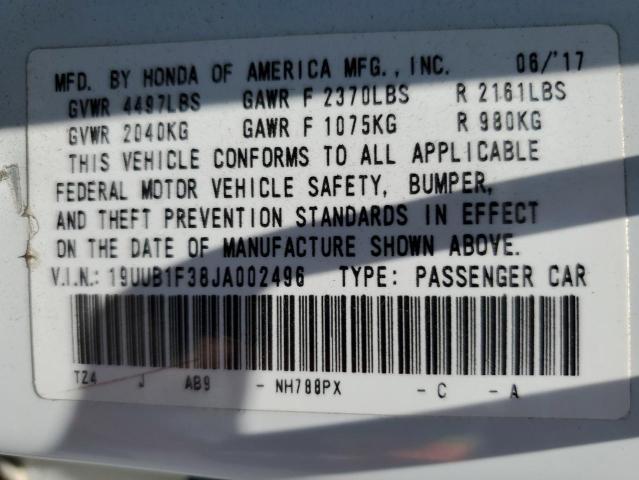 MFD. BY HONDA OF AMERICA MFG., INC. 06/'17
GVWR 4497LBS GAWR F 2370LBS R 2161LBS
GVWR 2040KG GAWR F 1075KG R 980KG
THIS VEHICLE CONFORMS TO ALL APPLICABLE
FEDERAL MOTOR VEHICLE SAFETY, BUMPER,
AND THEFT PREVENTION STANDARDS IN EFFECT
ON THE DATE OF MANUFACTURE SHOWN ABOVE.
V.I.N.: 19UUB1F38JA002496 TYPE: PASSENGER CAR
TZ4 J AB9 - NH788PX - C - A